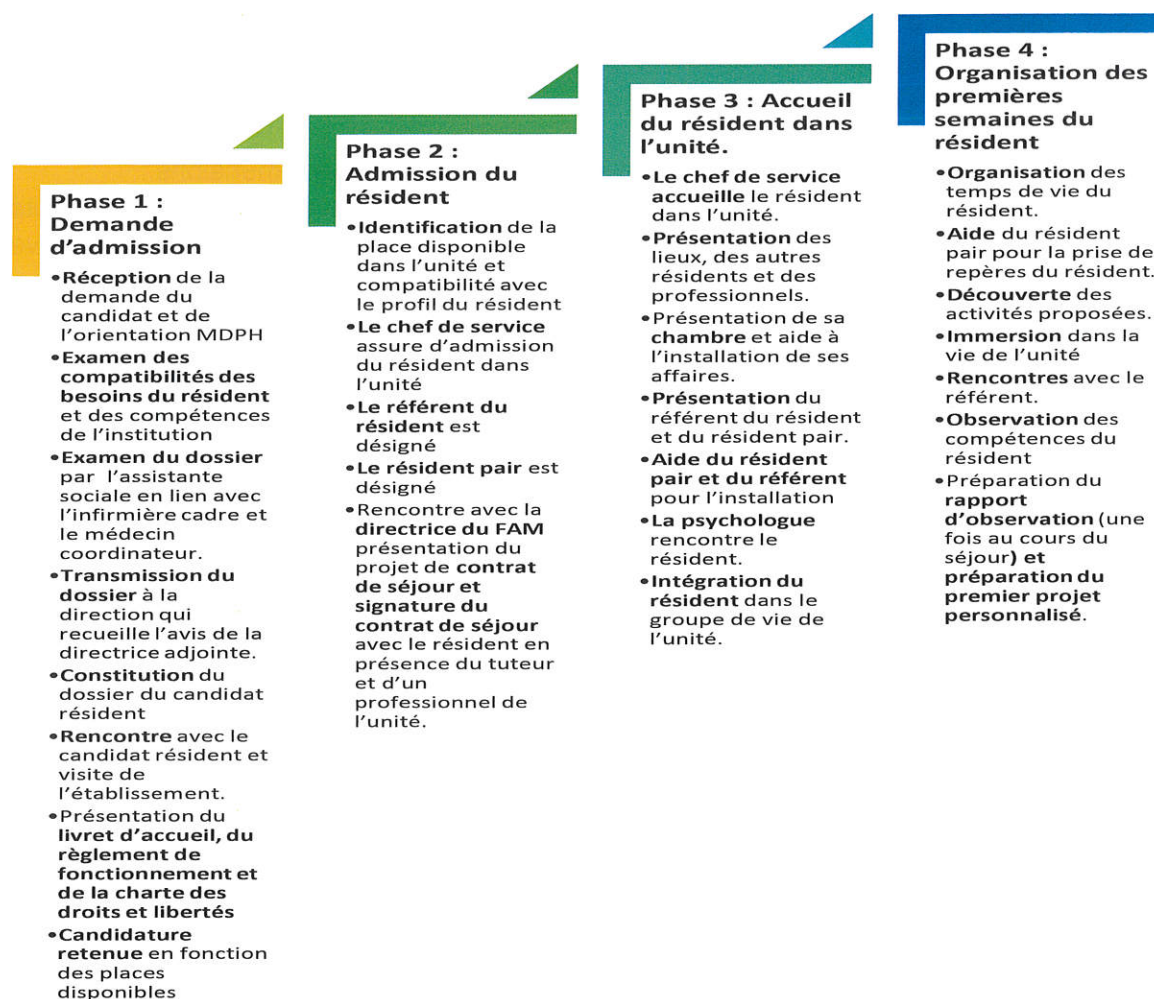 Phase 1 :
Demande
d'admission
•Réception de la
demande du
candidat et de
l'orientation MDPH
•Examen des
compatibilités des
besoins du résident
et des compétences
de l'institution
•Examen du dossier
par l'assistante
sociale en lien avec
l'infirmière cadre et
le médecin
coordinateur.
•Transmission du
dossier à la
direction qui
recueille l'avis de la
directrice adjointe.
•Constitution du
dossier du candidat
résident
•Rencontre avec le
candidat résident et
visite de
l'établissement.
•Présentation du
livret d'accueil, du
règlement de
fonctionnement et
de la charte des
droits et libertés
•Candidature
retenue en fonction
des places
disponibles
Phase 2 :
Admission du
résident
•Identification de la
place disponible
dans l'unité et
compatibilité avec
le profil du résident
•Le chef de service
assure d'admission
du résident dans
l'unité
•Le référent du
résident est
désigné
•Le résident pair est
désigné
•Rencontre avec la
directrice du FAM
présentation du
projet de contrat
de séjour et
signature du
contrat de séjour
avec le résident en
présence du tuteur
et d'un
professionnel de
l'unité.
Phase 3 : Accueil
du résident dans
l'unité.
•Le chef de service
accueille le résident
dans l'unité.
•Présentation des
lieux, des autres
résidents et des
professionnels.
•Présentation de sa
chambre et aide à
l'installation de ses
affaires.
•Présentation du
référent du résident
et du résident pair.
•Aide du résident
pair et du référent
pour l'installation
•La psychologue
rencontre le
résident.
•Intégration du
résident dans le
groupe de vie de
l'unité.
Phase 4 :
Organisation des
premières
semaines du
résident
•Organisation des
temps de vie du
résident.
•Aide du résident
pair pour la prise de
repères du résident.
•Découverte des
activités proposées.
•Immersion dans la
vie de l'unité
•Rencontres avec le
référent.
•Observation des
compétences du
résident
•Préparation du
rapport
d'observation (une
fois au cours du
séjour) et
préparation du
premier projet
personnalisé.